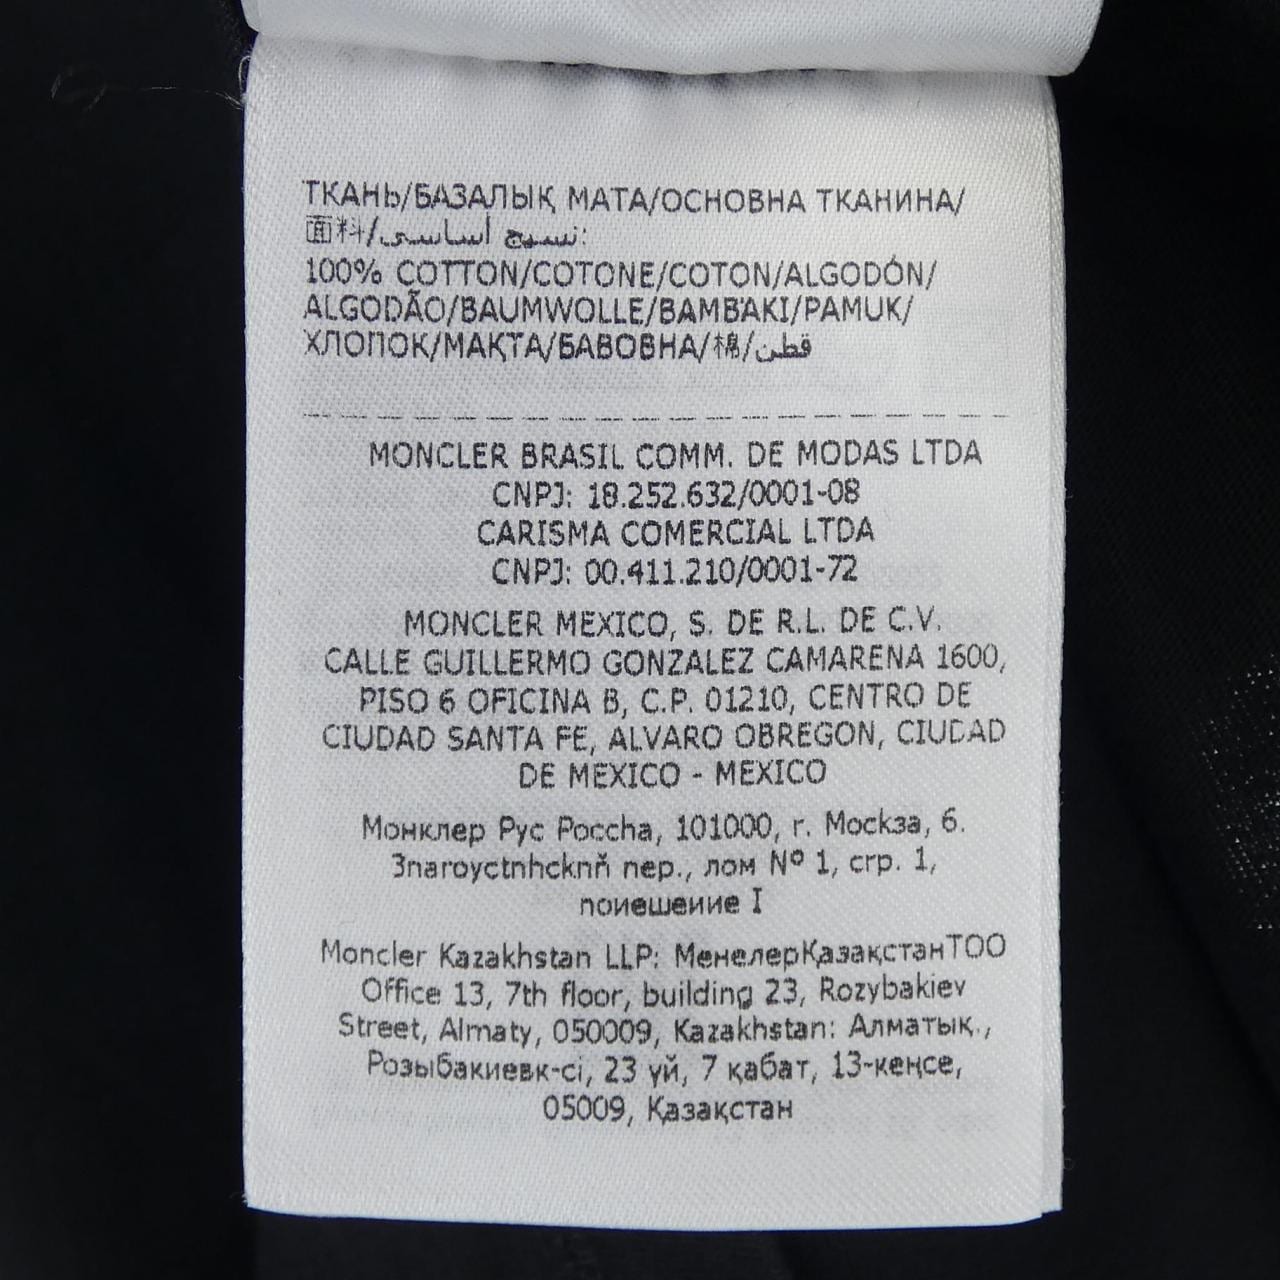 ТКАНЬ/БАЗАЛЫҚ МАТА/ОСНОВНА ТКАНИНА/
面料/نسيج أساسي:
100% COTTON/COTONE/COTON/ALGODÓN/
ALGODÃO/BAUMWOLLE/BAMBAKI/PAMUK/
ХЛОПОК/МАҚТА/БАВОВНА/棉/قطن
MONCLER BRASIL COMM. DE MODAS LTDA
CNPJ: 18.252.632/0001-08
CARISMA COMERCIAL LTDA
CNPJ: 00.411.210/0001-72
MONCLER MEXICO, S. DE R.L. DE C.V.
CALLE GUILLERMO GONZALEZ CAMARENA 1600,
PISO 6 OFICINA B, C.P. 01210, CENTRO DE
CIUDAD SANTA FE, ALVARO OBREGON, CIUDAD
DE MEXICO - MEXICO
Монклер Рус Poccha, 101000, г. Mockзa, 6.
3naroyctnhcknň пер., лом Nº 1, стр. 1,
поиешеиие I
Moncler Kazakhstan LLP: МенелерҚазақстанТОО
Office 13, 7th floor, building 23, Rozybakiev
Street, Almaty, 050009, Kazakhstan: Алматық.,
Розыбакиевк-сі, 23 үй, 7 қабат, 13-кеңсе,
05009, Қазақстан